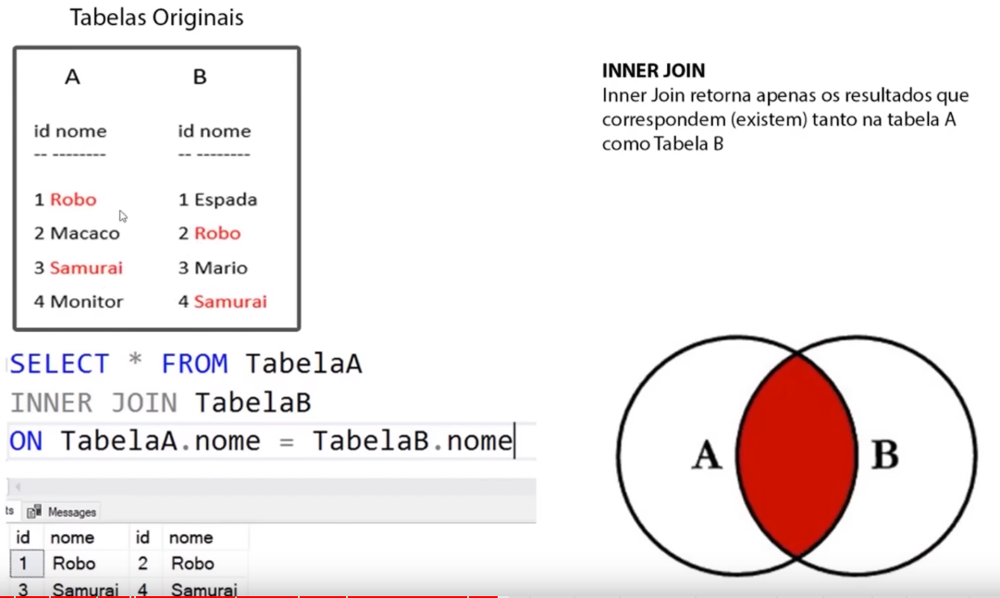 Tabelas Originais
A B
id nome id nome
-- -------- -- --------
1 Robo 1 Espada
2 Macaco 2 Robo
3 Samurai 3 Mario
4 Monitor 4 Samurai
INNER JOIN
Inner Join retorna apenas os resultados que
correspondem (existem) tanto na tabela A
como Tabela B
SELECT * FROM TabelaA
INNER JOIN TabelaB
ON TabelaA.nome = TabelaB.nome
ts Messages
id nome id nome
1 Robo 2 Robo
3 Samurai 4 Samurai
A B